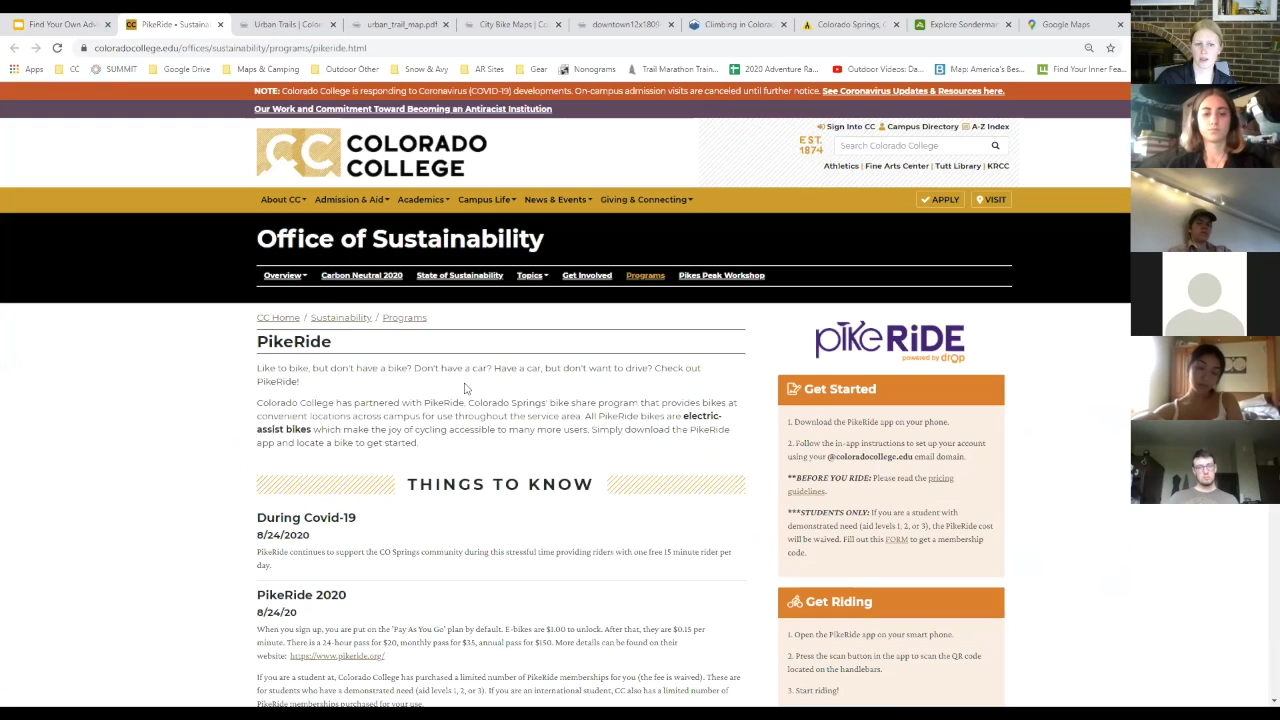 Find Your Own Adv
PikeRide • Sustaina
Urban Trails | Color
urban_trail_map.pdf
CitySpoke Maps ED
downtown12x1809
Climbing in Colora
Colorado Springs
Explore Somerstar
Google Maps
coloradocollege.edu/offices/sustainability/programs/pikeride.html
Apps
CC
SUMMIT
Google Drive
Maps & Camping
Outdoor Other
Snow & Avy
AR Sites
Gear
Nonograms
Trail Marathon Train...
2020 Adventure Ra...
Outdoor Videos: Da...
Map: America's Bes...
Find Your Inner Fea...
NOTE: Colorado College is responding to Coronavirus (COVID-19) developments. On-campus admission visits are canceled until further notice. See Coronavirus Updates & Resources here.
Our Work and Commitment Toward Becoming an Antiracist Institution
COLORADO
COLLEGE
EST.
1874
Sign Into CC Campus Directory A-Z Index
Search Colorado College
Athletics | Fine Arts Center | Tutt Library | KRCC
About CC Admission & Aid Academics Campus Life News & Events Giving & Connecting
APPLY VISIT
Office of Sustainability
Overview Carbon Neutral 2020 State of Sustainability Topics Get Involved Programs Pikes Peak Workshop
CC Home / Sustainability / Programs
PikeRide
Like to bike, but don't have a bike? Don't have a car? Have a car, but don't want to drive? Check out
PikeRide!
Colorado College has partnered with PikeRide, Colorado Springs' bike share program that provides bikes at
convenient locations across campus for use throughout the service area. All PikeRide bikes are electric-
assist bikes which make the joy of cycling accessible to many more users. Simply download the PikeRide
app and locate a bike to get started.
THINGS TO KNOW
During Covid-19
8/24/2020
PikeRide continues to support the CO Springs community during this stressful time providing riders with one free 15 minute rider per
day.
PikeRide 2020
8/24/20
When you sign up, you are put on the 'Pay As You Go' plan by default. E-bikes are $1.00 to unlock. After that, they are $0.15 per
minute. There is a 24-hour pass for $20, monthly pass for $35, annual pass for $150. More details can be found on their
website: https://www.pikeride.org/
If you are a student at, Colorado College has purchased a limited number of PikeRide memberships for you (the fee is waived). These are
for students who have a demonstrated need (aid levels 1, 2, or 3). If you are an international student, CC also has a limited number of
PikeRide memberships purchased for your use.
PikE RiDE
powered by drop
Get Started
1. Download the PikeRide app on your phone.
2. Follow the in-app instructions to set up your account
using your @coloradocollege.edu email domain.
**BEFORE YOU RIDE: Please read the pricing
guidelines.
***STUDENTS ONLY: If you are a student with
demonstrated need (aid levels 1, 2, or 3), the PikeRide cost
will be waived. Fill out this FORM to get a membership
code.
Get Riding
1. Open the PikeRide app on your smart phone.
2. Press the scan button in the app to scan the QR code
located on the handlebars.
3. Start riding!